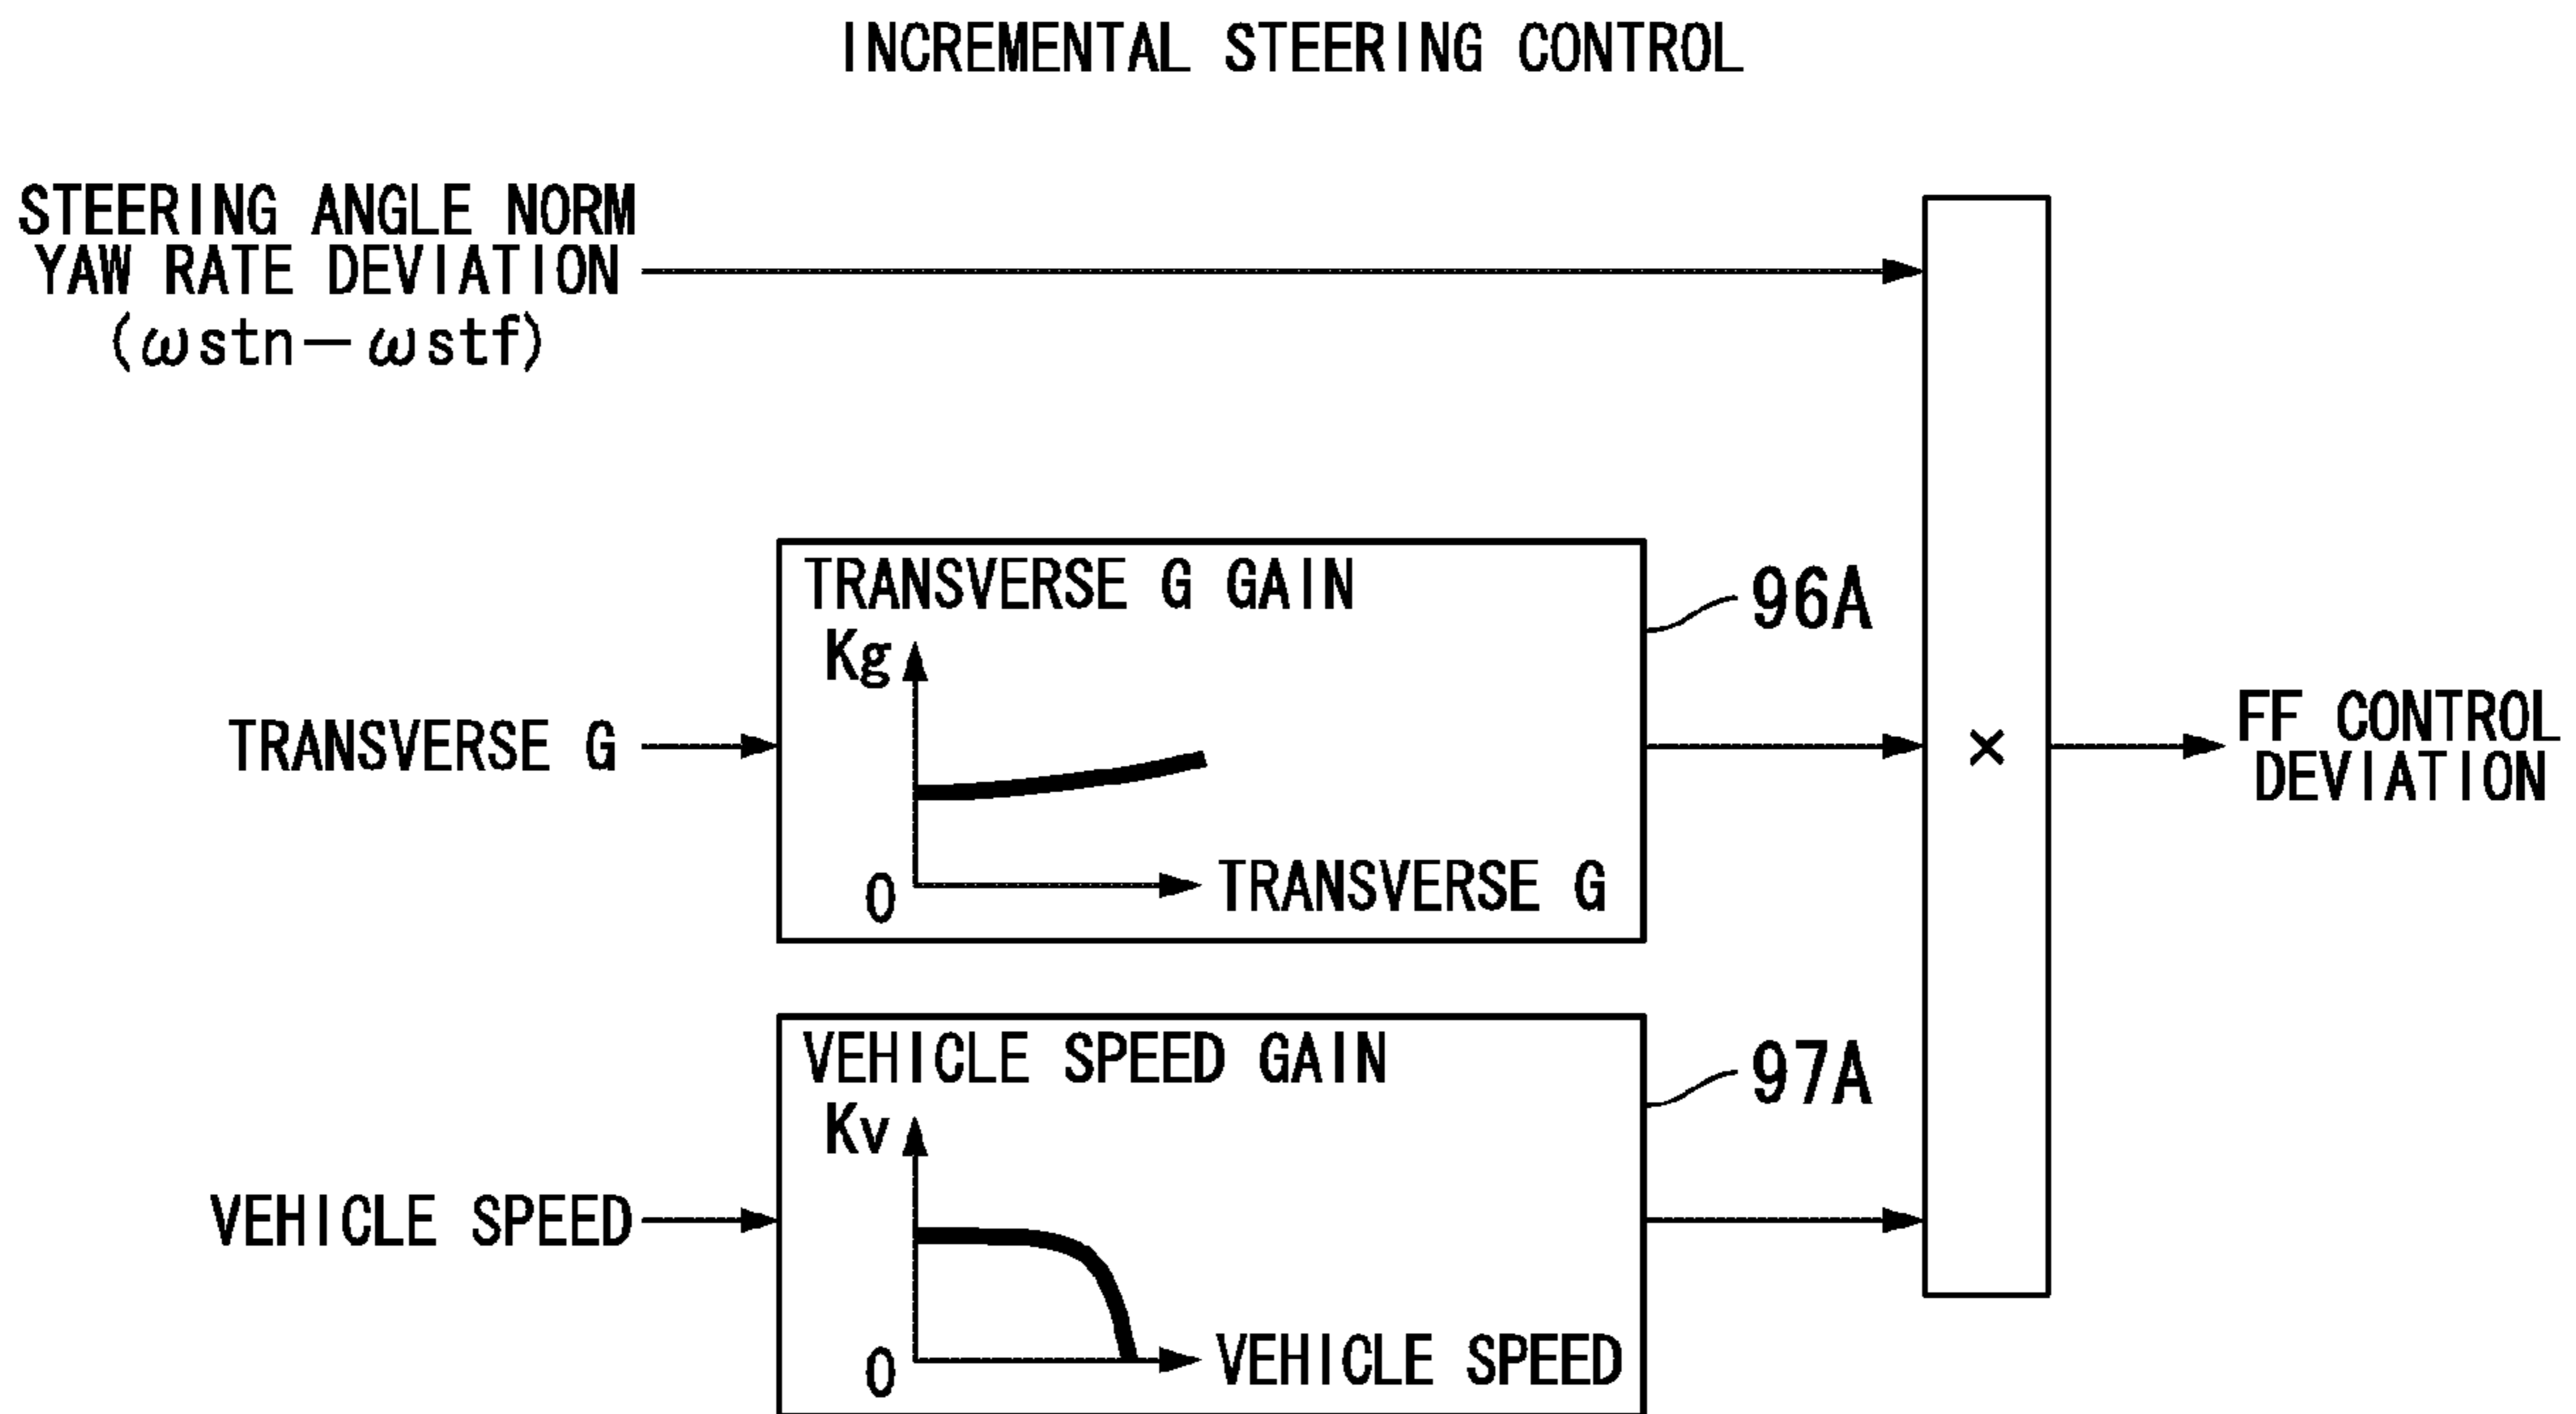 INCREMENTAL STEERING CONTROL
STEERING ANGLE NORM
YAW RATE DEVIATION
(ωstn−ωstf)
TRANSVERSE G GAIN
96A
Kg
TRANSVERSE G
FF CONTROL
DEVIATION
×
0
TRANSVERSE G
VEHICLE SPEED GAIN
97A
Kv
VEHICLE SPEED
0
VEHICLE SPEED